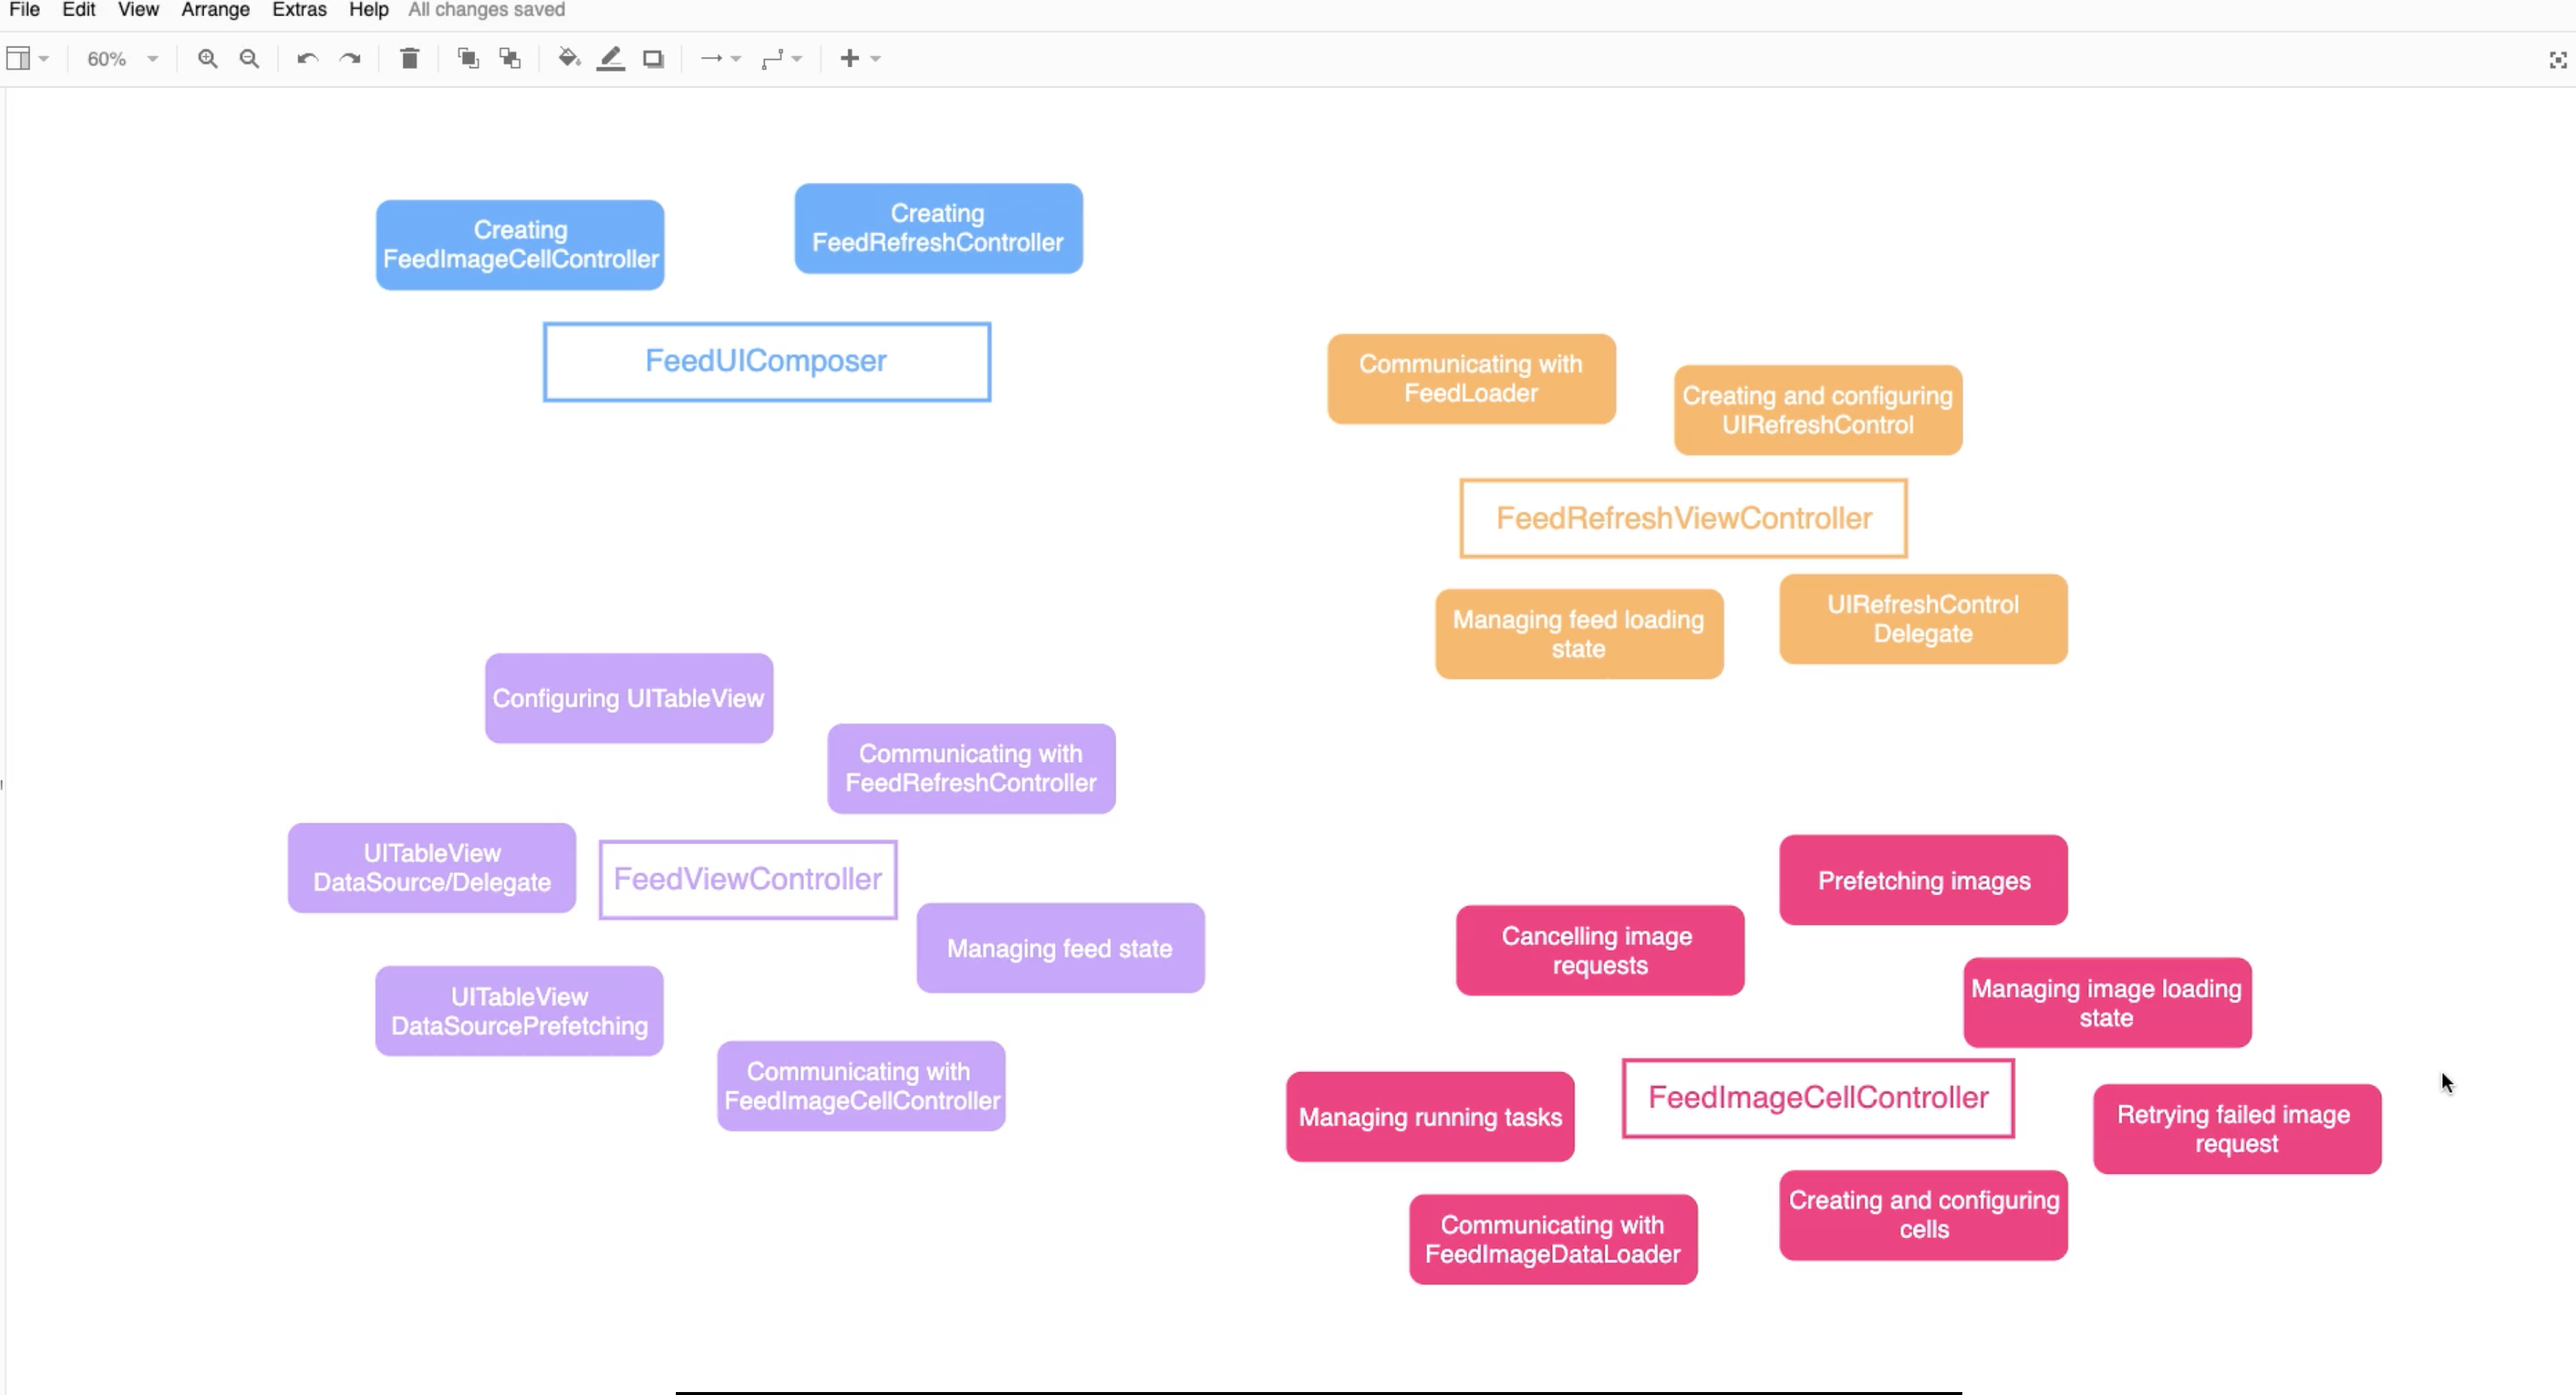 File Edit View Arrange Extras Help All changes saved
60%
Creating
FeedImageCellController
Creating
FeedRefreshController
FeedUIComposer
Communicating with
FeedLoader
Creating and configuring
UIRefreshControl
FeedRefreshViewController
Managing feed loading
state
UIRefreshControl
Delegate
Configuring UITableView
Communicating with
FeedRefreshController
UITableView
DataSource/Delegate
FeedViewController
Managing feed state
UITableView
DataSourcePrefetching
Communicating with
FeedImageCellController
Prefetching images
Cancelling image
requests
Managing image loading
state
Managing running tasks
FeedImageCellController
Retrying failed image
request
Communicating with
FeedImageDataLoader
Creating and configuring
cells